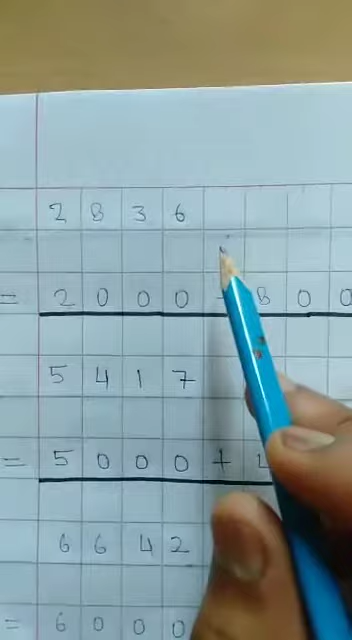 2836
= 2000 + 800
5417
= 5000 +
6642
= 6000